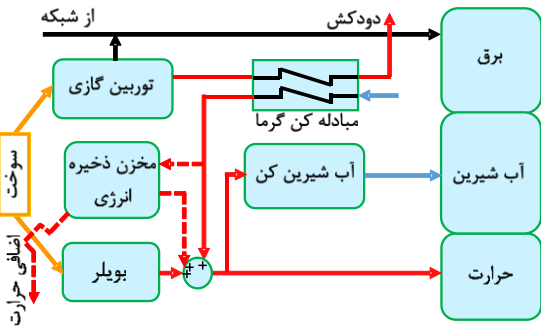 از شبکه
دودکش
برق
توربین گازی
مبادله کن گرما
سوخت
مخزن ذخیره
انرژی
آب شیرین کن
آب شیرین
اضافی حرارت
بویلر
+
+
+
حرارت